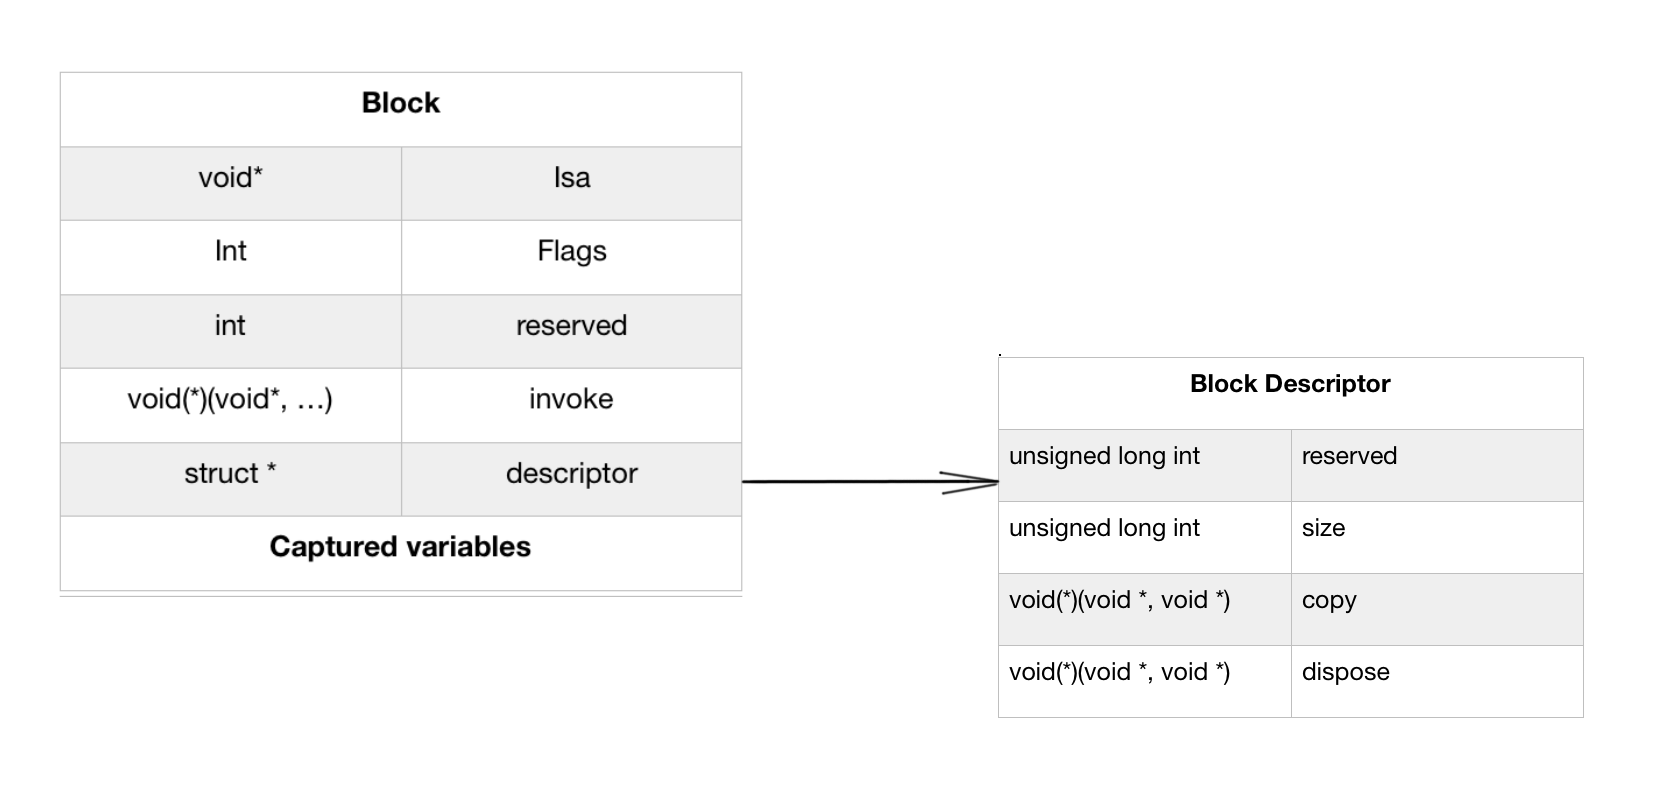 Block
void* Isa
Int Flags
int reserved
void(*)(void*, …) invoke
struct * descriptor
Captured variables
Block Descriptor
unsigned long int reserved
unsigned long int size
void(*)(void *, void *) copy
void(*)(void *, void *) dispose